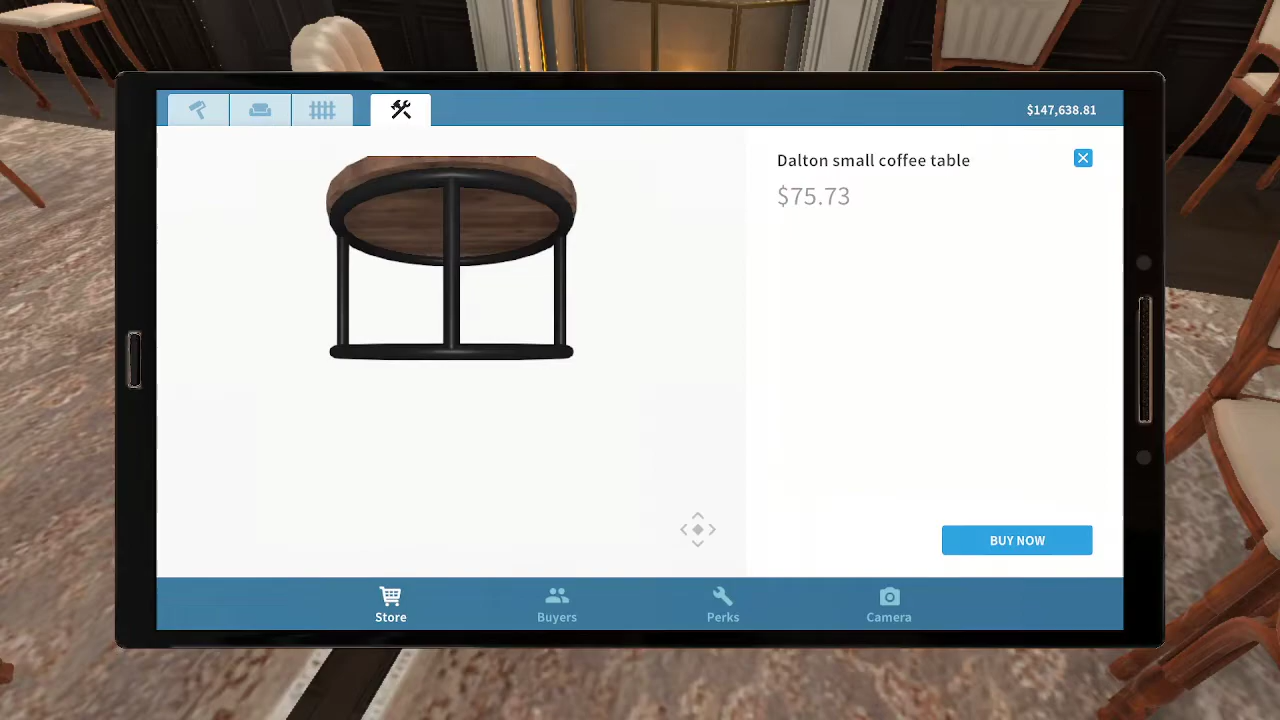 $147,638.81
Dalton small coffee table
$75.73
BUY NOW
Store
Buyers
Perks
Camera